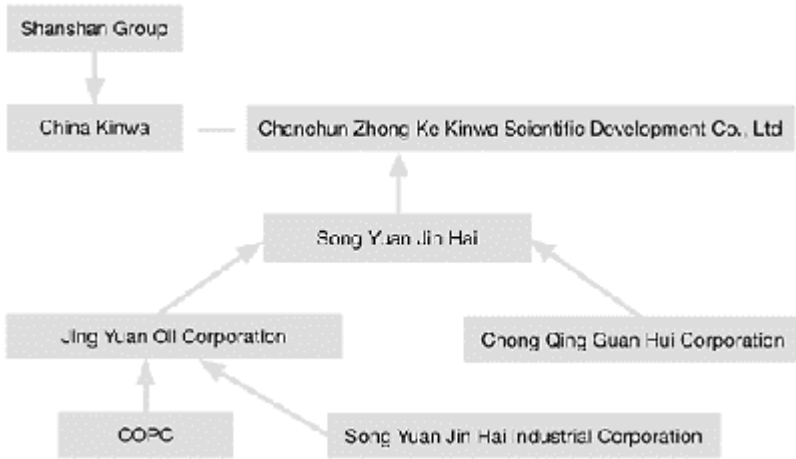 Shanshan Group
China Kinwa
Chanchun Zhong Ke Kinwa Scientific Development Co., Ltd
Song Yuan Jin Hai
Jing Yuan Oil Corporation
Chong Qing Guan Hui Corporation
COPC
Song Yuan Jin Hai Industrial Corporation